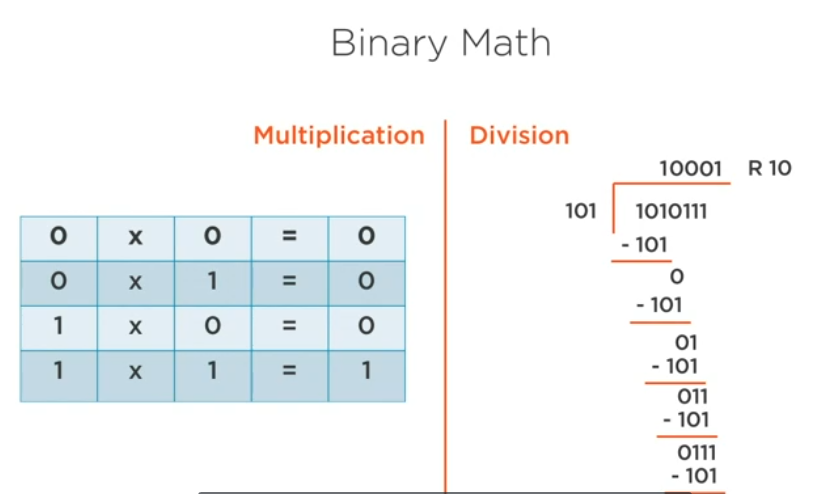 Binary Math
Multiplication
0 x 0 = 0
0 x 1 = 0
1 x 0 = 0
1 x 1 = 1
Division
10001 R 10
101 1010111
- 101
0
- 101
01
- 101
011
- 101
0111
- 101